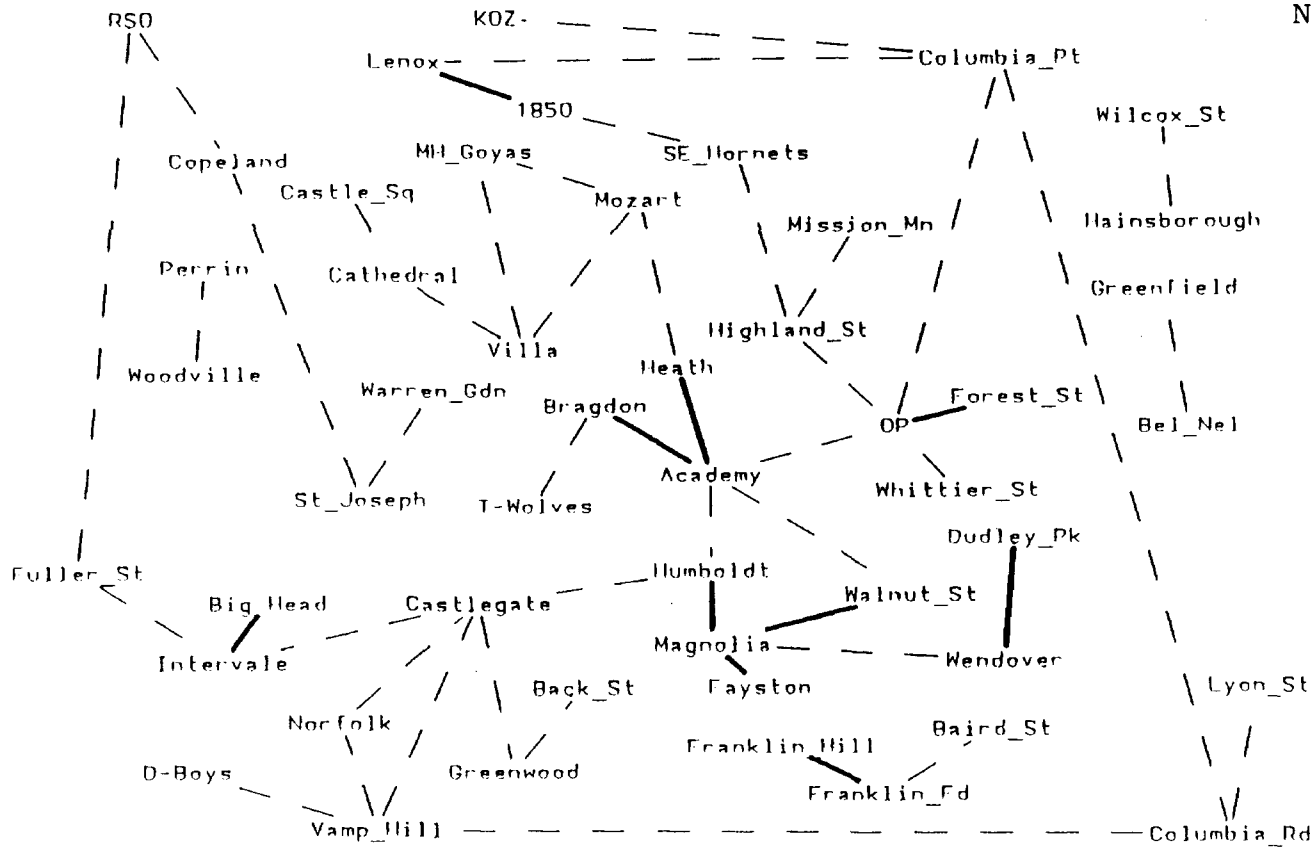 RSO
KOZ-
N
Lenox
Columbia_Pt
1850
Wilcox_St
Copeland
MH_Goyas
SE_Hornets
Castle_Sq
Mozart
Mission_Mn
Hainsborough
Perrin
Cathedral
Greenfield
Highland_St
Villa
Woodville
Warren_Gdn
Heath
Bragdon
Forest_St
OP
Bel_Nel
Academy
St_Joseph
T-Wolves
Whittier_St
Dudley_Pk
Fuller_St
Humboldt
Big_Head
Castlegate
Walnut_St
Intervale
Magnolia
Wendover
Back_St
Fayston
Lyon_St
Norfolk
Franklin_Hill
Baird_St
D-Boys
Greenwood
Franklin_Fd
Vamp_Hill
Columbia_Rd